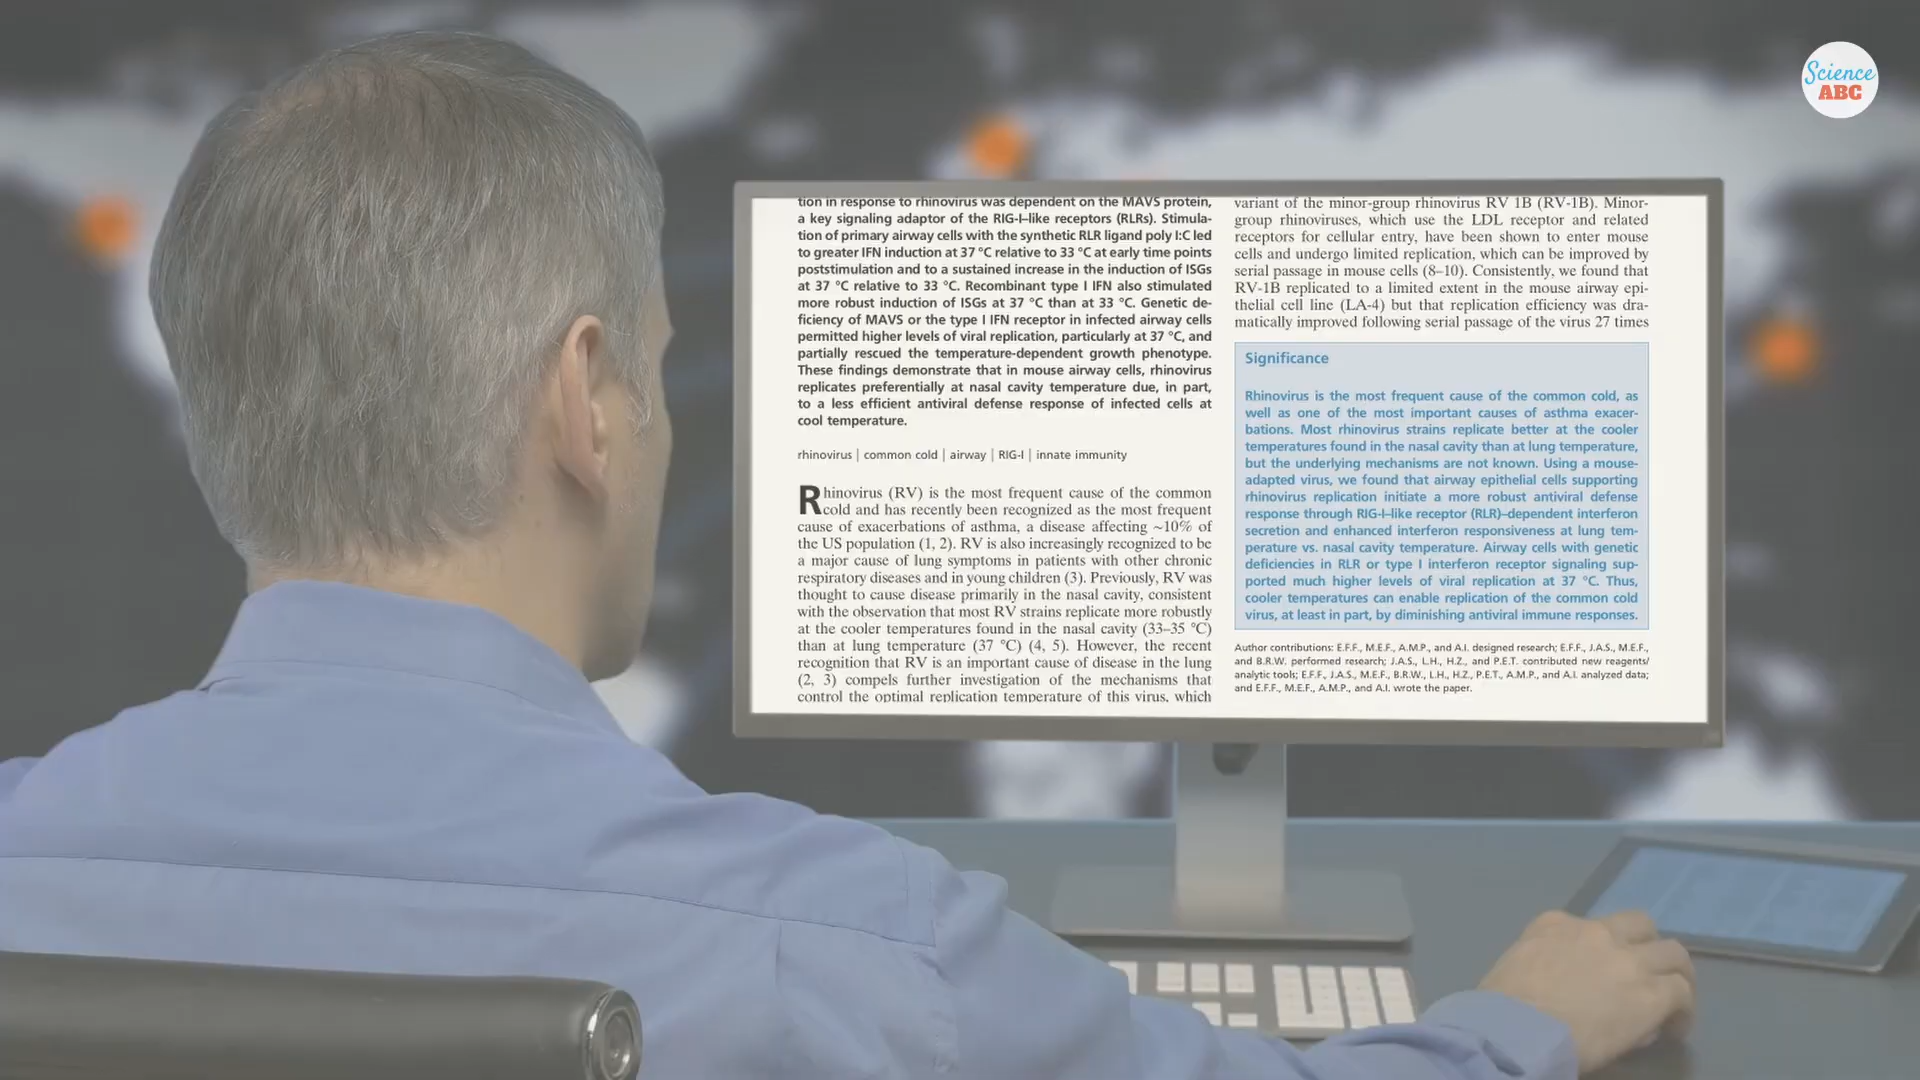 Science
ABC
tion in response to rhinovirus was dependent on the MAVS protein,
a key signaling adaptor of the RIG-I–like receptors (RLRs). Stimula-
tion of primary airway cells with the synthetic RLR ligand poly I:C led
to greater IFN induction at 37 °C relative to 33 °C at early time points
poststimulation and to a sustained increase in the induction of ISGs
at 37 °C relative to 33 °C. Recombinant type I IFN also stimulated
more robust induction of ISGs at 37 °C than at 33 °C. Genetic de-
ficiency of MAVS or the type I IFN receptor in infected airway cells
permitted higher levels of viral replication, particularly at 37 °C, and
partially rescued the temperature-dependent growth phenotype.
These findings demonstrate that in mouse airway cells, rhinovirus
replicates preferentially at nasal cavity temperature due, in part,
to a less efficient antiviral defense response of infected cells at
cool temperature.
rhinovirus | common cold | airway | RIG-I | innate immunity
Rhinovirus (RV) is the most frequent cause of the common
cold and has recently been recognized as the most frequent
cause of exacerbations of asthma, a disease affecting ~10% of
the US population (1, 2). RV is also increasingly recognized to be
a major cause of lung symptoms in patients with other chronic
respiratory diseases and in young children (3). Previously, RV was
thought to cause disease primarily in the nasal cavity, consistent
with the observation that most RV strains replicate more robustly
at the cooler temperatures found in the nasal cavity (33–35 °C)
than at lung temperature (37 °C) (4, 5). However, the recent
recognition that RV is an important cause of disease in the lung
(2, 3) compels further investigation of the mechanisms that
control the optimal replication temperature of this virus, which
variant of the minor-group rhinovirus RV 1B (RV-1B). Minor-
group rhinoviruses, which use the LDL receptor and related
receptors for cellular entry, have been shown to enter mouse
cells and undergo limited replication, which can be improved by
serial passage in mouse cells (8–10). Consistently, we found that
RV-1B replicated to a limited extent in the mouse airway epi-
thelial cell line (LA-4) but that replication efficiency was dra-
matically improved following serial passage of the virus 27 times
Significance
Rhinovirus is the most frequent cause of the common cold, as
well as one of the most important causes of asthma exacer-
bations. Most rhinovirus strains replicate better at the cooler
temperatures found in the nasal cavity than at lung temperature,
but the underlying mechanisms are not known. Using a mouse-
adapted virus, we found that airway epithelial cells supporting
rhinovirus replication initiate a more robust antiviral defense
response through RIG-I–like receptor (RLR)–dependent interferon
secretion and enhanced interferon responsiveness at lung tem-
perature vs. nasal cavity temperature. Airway cells with genetic
deficiencies in RLR or type I interferon receptor signaling sup-
ported much higher levels of viral replication at 37 °C. Thus,
cooler temperatures can enable replication of the common cold
virus, at least in part, by diminishing antiviral immune responses.
Author contributions: E.F.F., M.E.F., A.M.P., and A.I. designed research; E.F.F., J.A.S., M.E.F.,
and B.R.W. performed research; J.A.S., L.H., H.Z., and P.E.T. contributed new reagents/
analytic tools; E.F.F., J.A.S., M.E.F., B.R.W., L.H., H.Z., P.E.T., A.M.P., and A.I. analyzed data;
and E.F.F., M.E.F., A.M.P., and A.I. wrote the paper.